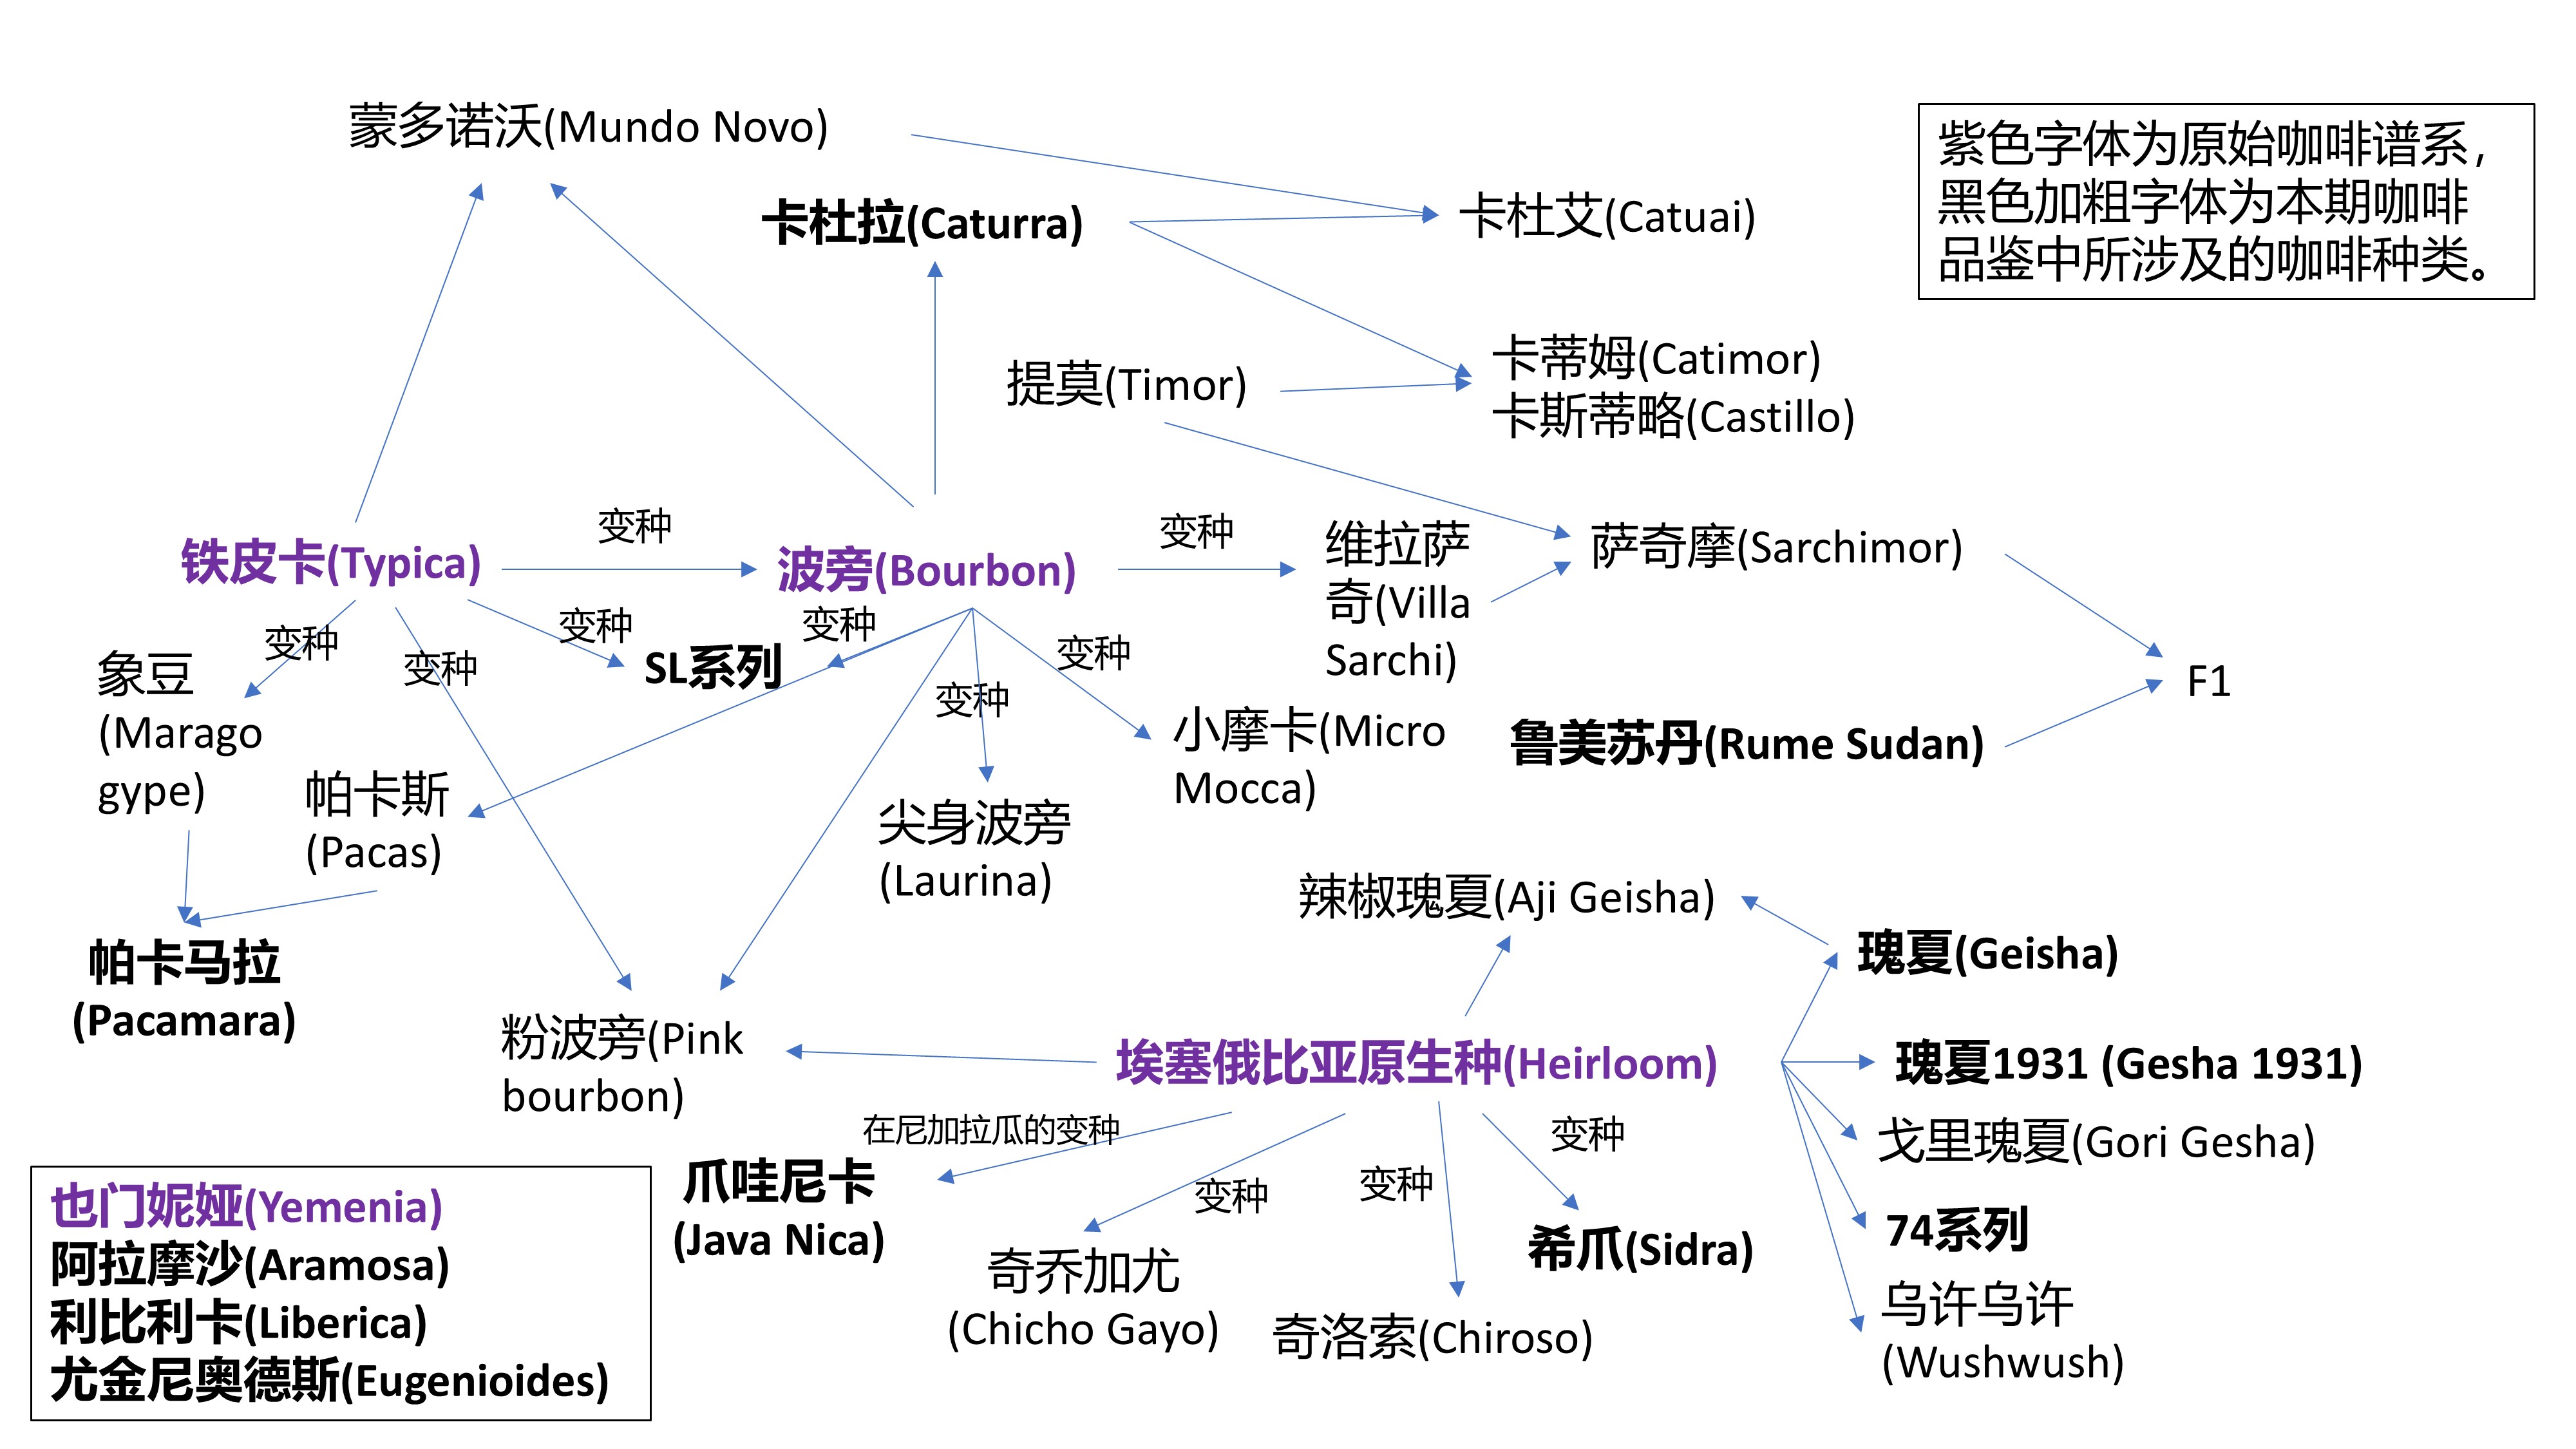 蒙多诺沃(Mundo Novo)
紫色字体为原始咖啡谱系，
黑色加粗字体为本期咖啡
品鉴中所涉及的咖啡种类。
卡杜拉(Caturra)
卡杜艾(Catuai)
提莫(Timor)
卡蒂姆(Catimor)
卡斯蒂略(Castillo)
铁皮卡(Typica)
变种
波旁(Bourbon)
变种
维拉萨
奇(Villa
Sarchi)
萨奇摩(Sarchimor)
变种
变种
变种
变种
变种
变种
象豆
(Marago
gype)
SL系列
F1
小摩卡(Micro
Mocca)
鲁美苏丹(Rume Sudan)
帕卡斯
(Pacas)
尖身波旁
(Laurina)
帕卡马拉
(Pacamara)
辣椒瑰夏(Aji Geisha)
瑰夏(Geisha)
粉波旁(Pink
bourbon)
埃塞俄比亚原生种(Heirloom)
瑰夏1931 (Gesha 1931)
戈里瑰夏(Gori Gesha)
在尼加拉瓜的变种
变种
变种
变种
爪哇尼卡
(Java Nica)
奇乔加尤
(Chicho Gayo)
奇洛索(Chiroso)
希爪(Sidra)
74系列
乌许乌许
(Wushwush)
也门妮娅(Yemenia)
阿拉摩沙(Aramosa)
利比利卡(Liberica)
尤金尼奥德斯(Eugenioides)